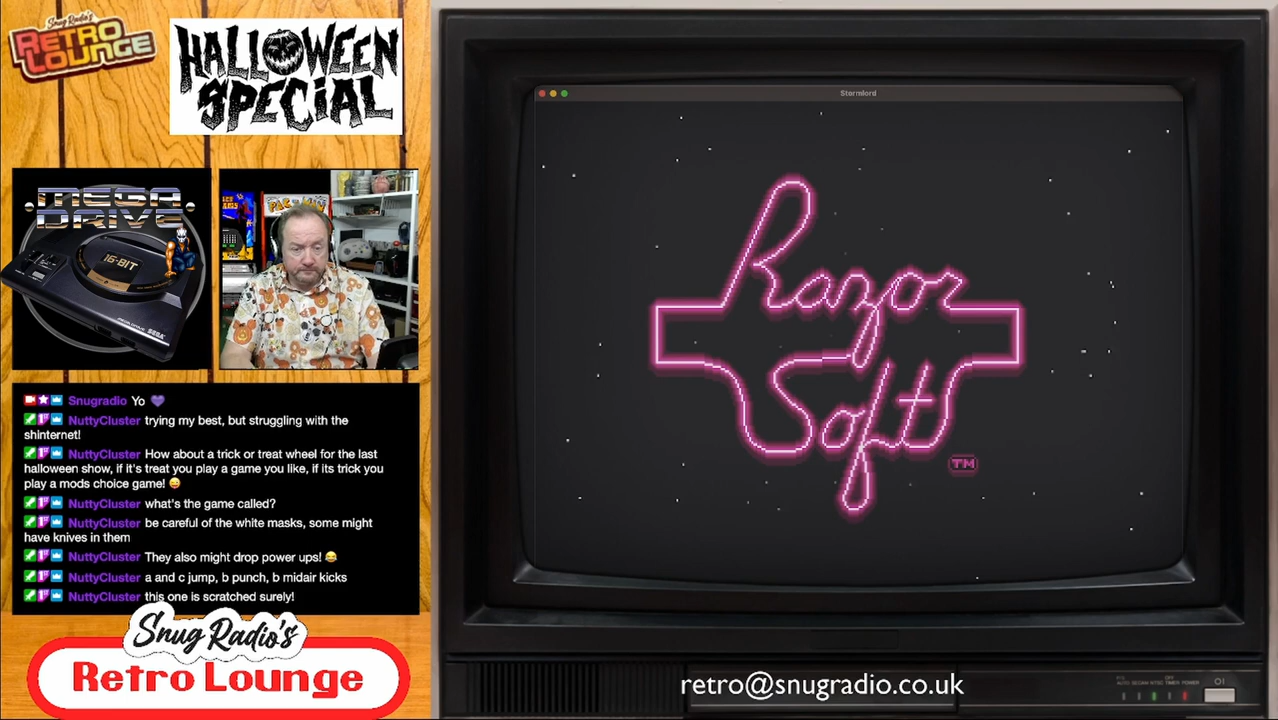 Snug Radio's
RETRO
LOUNGE
HALLOWEEN
SPECIAL
MEGA
DRIVE
16-BIT
SEGA
PAC-MAN
Snugradio Yo 💜
NuttyCluster trying my best, but struggling with the
shinternet!
NuttyCluster How about a trick or treat wheel for the last
halloween show, if it's treat you play a game you like, if its trick you
play a mods choice game! 😜
NuttyCluster what's the game called?
NuttyCluster be careful of the white masks, some might
have knives in them
NuttyCluster They also might drop power ups! 😂
NuttyCluster a and c jump, b punch, b midair kicks
NuttyCluster this one is scratched surely!
Snug Radio's
Retro Lounge
Stormlord
Razor
Soft
TM
retro@snugradio.co.uk